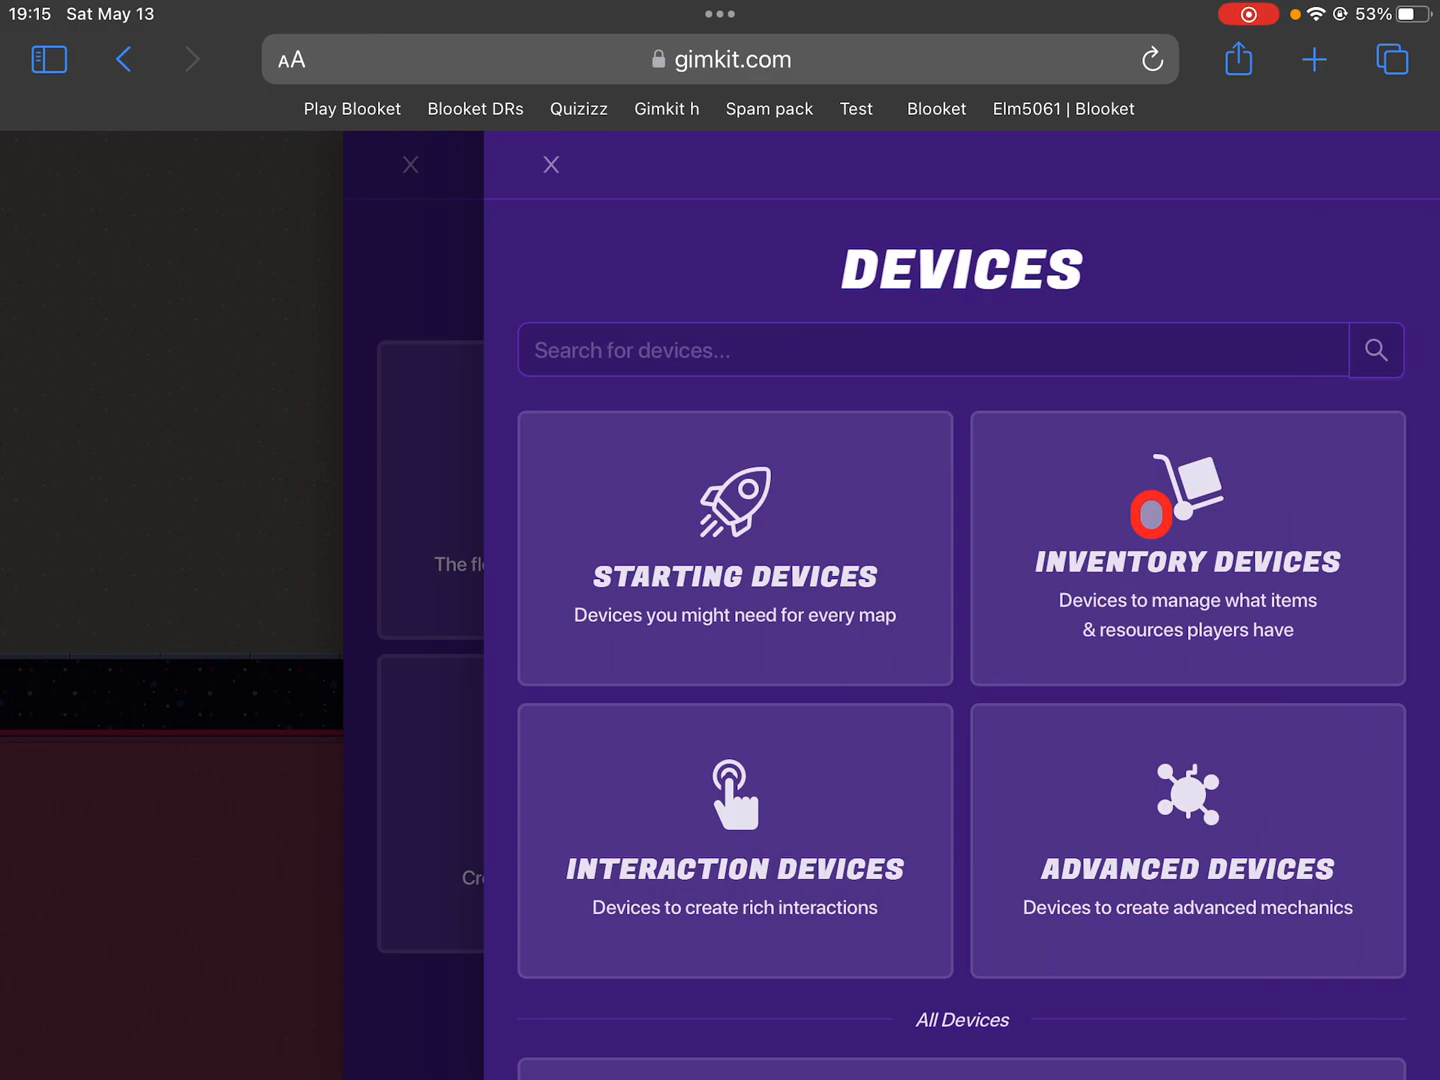 19:15 Sat May 13
53%
AA
gimkit.com
Play Blooket Blooket DRs Quizizz Gimkit h Spam pack Test Blooket Elm5061 | Blooket
X
X
DEVICES
Search for devices...
STARTING DEVICES
Devices you might need for every map
INVENTORY DEVICES
Devices to manage what items
& resources players have
The fl
INTERACTION DEVICES
Devices to create rich interactions
ADVANCED DEVICES
Devices to create advanced mechanics
Cr
All Devices